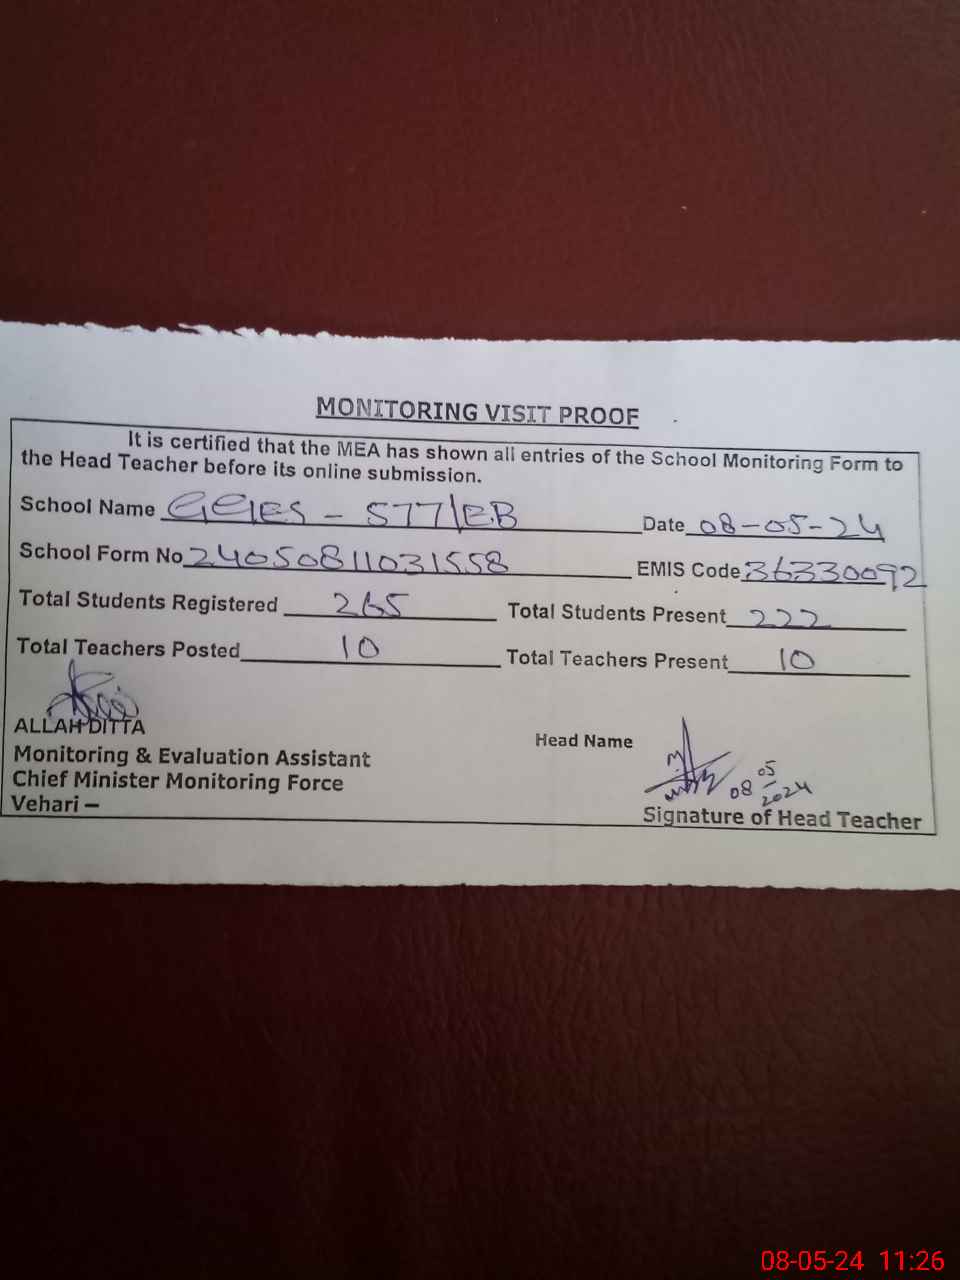 MONITORING VISIT PROOF
It is certified that the MEA has shown all entries of the School Monitoring Form to
the Head Teacher before its online submission.
School Name GGES - 577/EB Date 08-05-24
School Form No 24050811031558 EMIS Code 36330092
Total Students Registered 265 Total Students Present 222
Total Teachers Posted 10 Total Teachers Present 10
ALLAH DITTA
Monitoring & Evaluation Assistant
Chief Minister Monitoring Force
Vehari –
Head Name
08 05 2024
Signature of Head Teacher
08-05-24 11:26